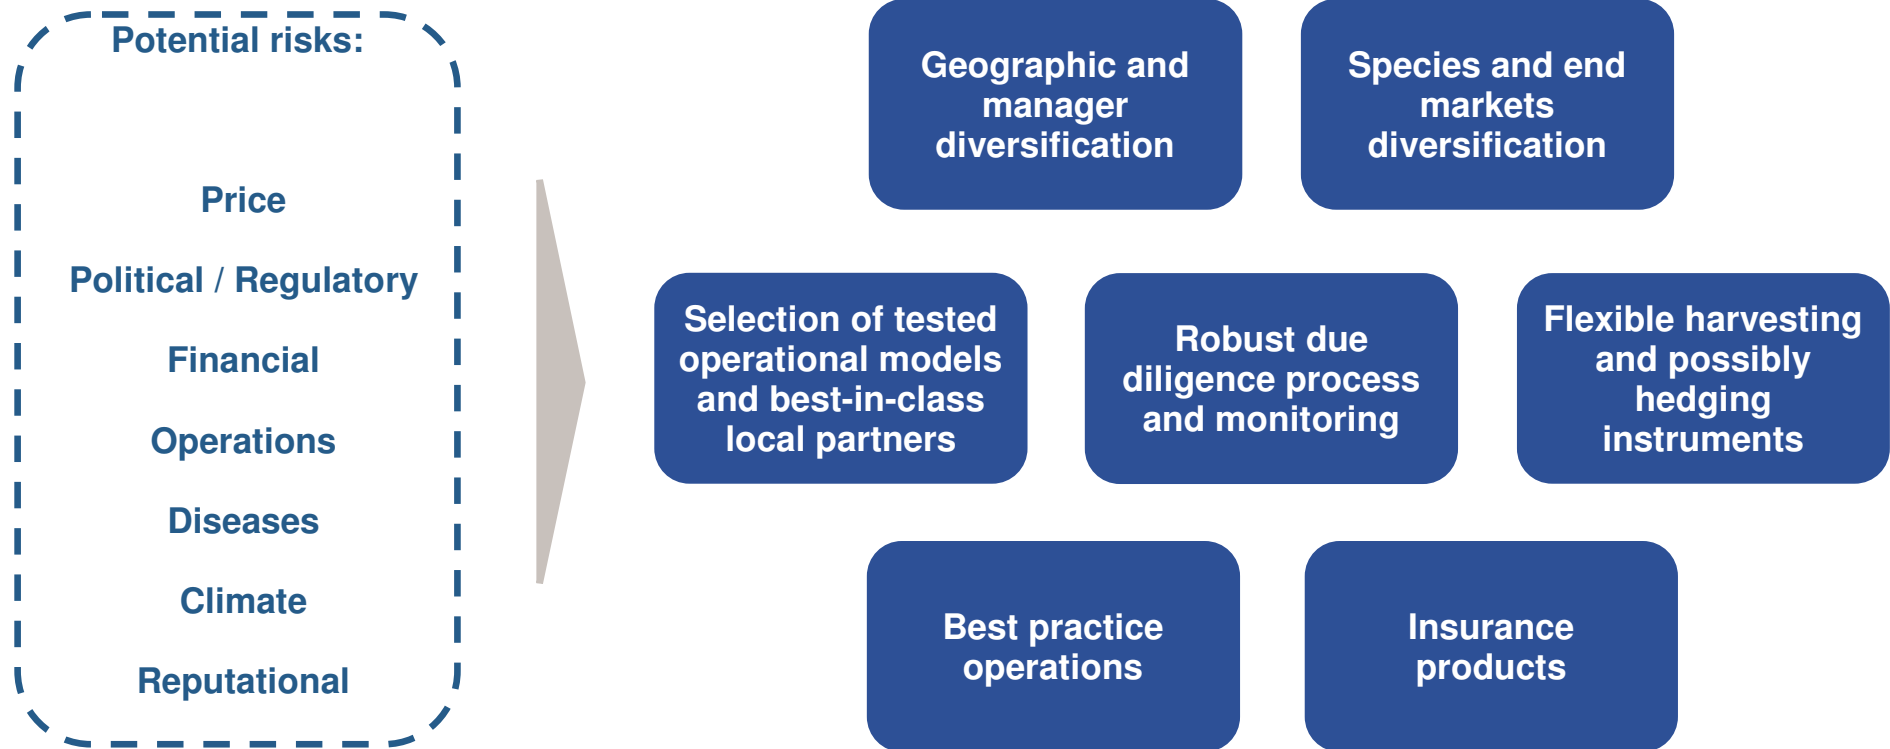 Potential risks:
Price
Political / Regulatory
Financial
Operations
Diseases
Climate
Reputational
Geographic and
manager
diversification
Species and end
markets
diversification
Selection of tested
operational models
and best-in-class
local partners
Robust due
diligence process
and monitoring
Flexible harvesting
and possibly
hedging
instruments
Best practice
operations
Insurance
products